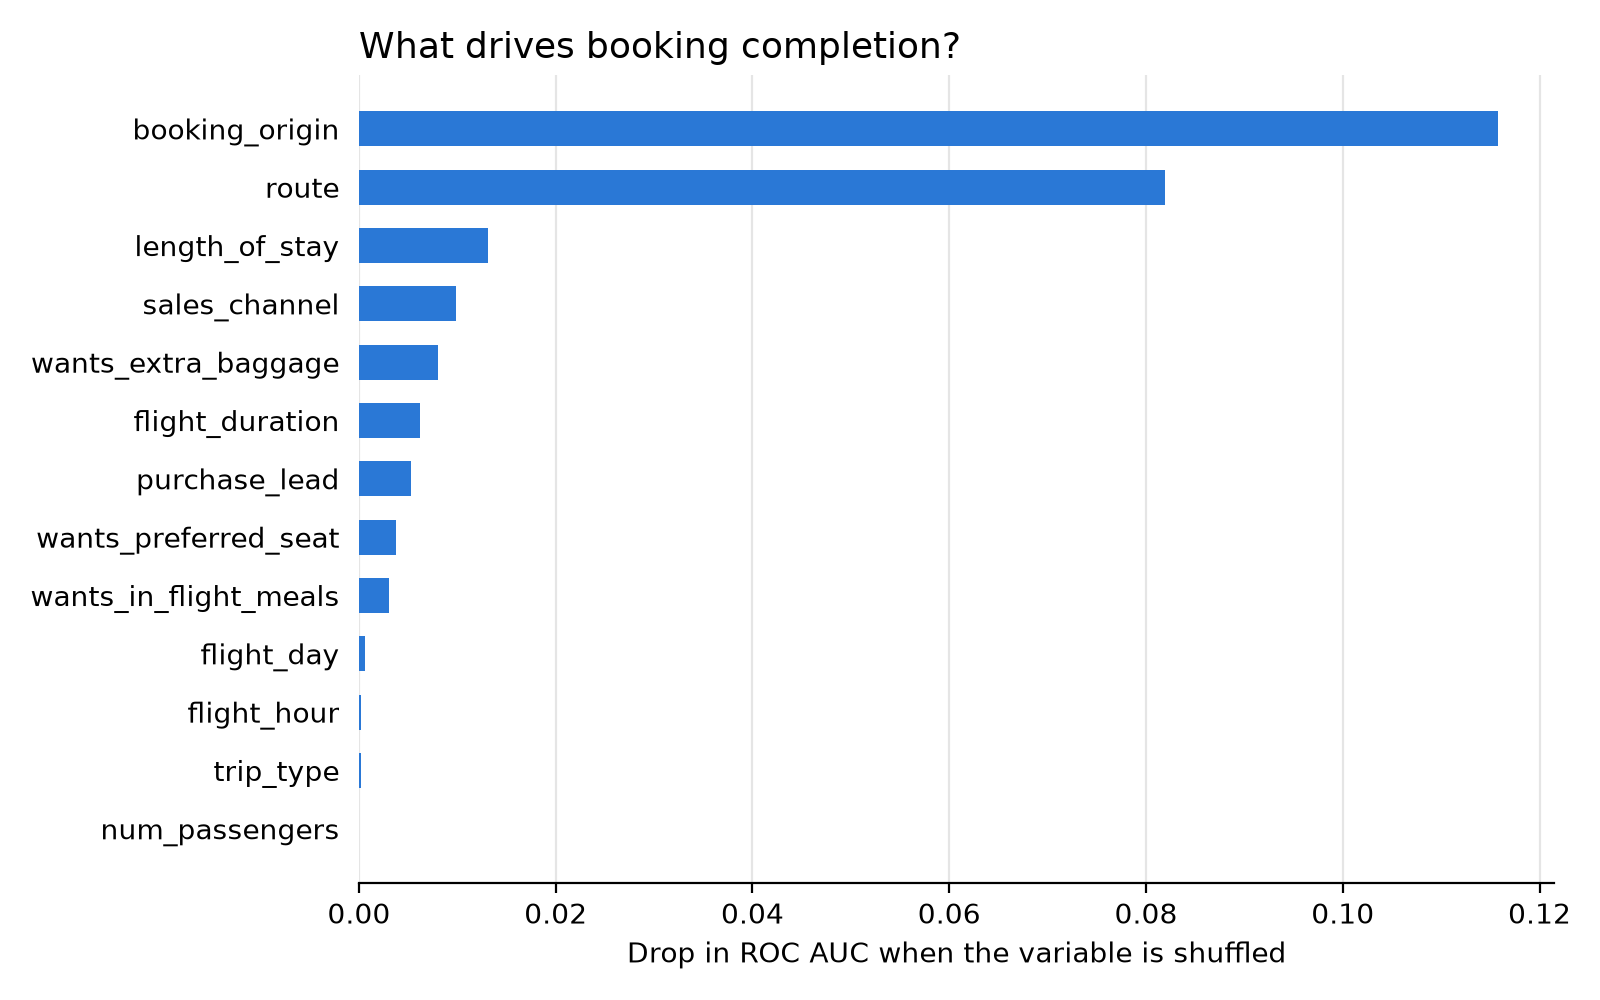 What drives booking completion?
booking_origin
route
length_of_stay
sales_channel
wants_extra_baggage
flight_duration
purchase_lead
wants_preferred_seat
wants_in_flight_meals
flight_day
flight_hour
trip_type
num_passengers
0.00 0.02 0.04 0.06 0.08 0.10 0.12
Drop in ROC AUC when the variable is shuffled